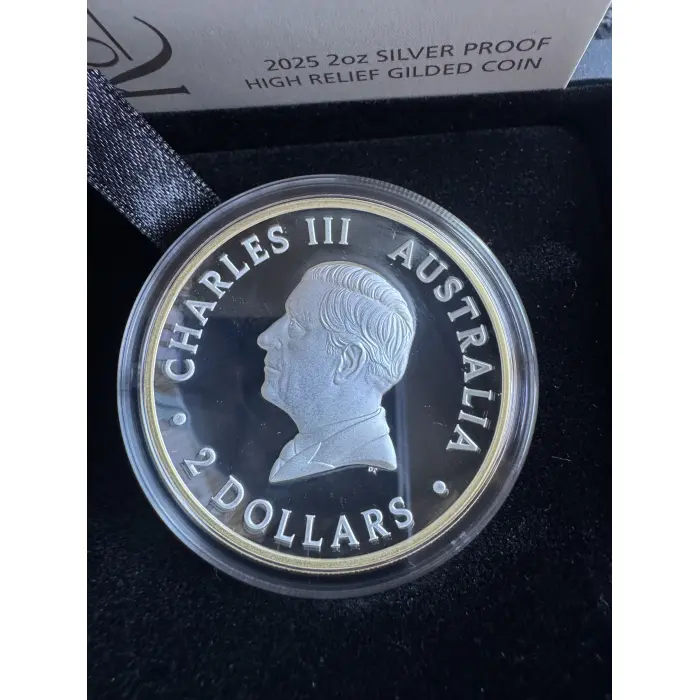 2025 2oz SILVER PROOF
HIGH RELIEF GILDED COIN
CHARLES III AUSTRALIA
• 2 DOLLARS •